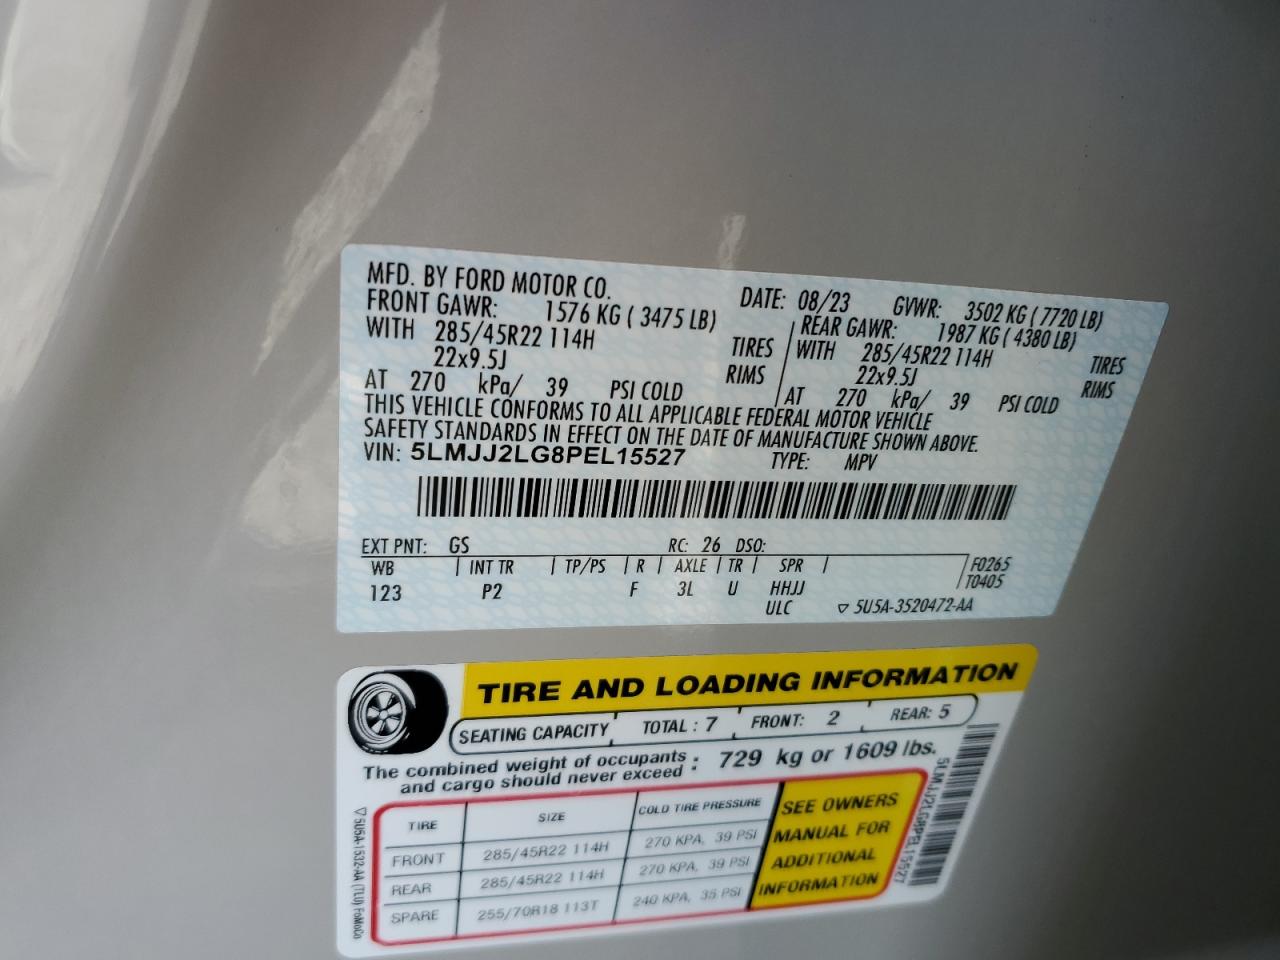 MFD. BY FORD MOTOR CO.
DATE: 08/23 GVWR: 3502 KG ( 7720 LB)
FRONT GAWR: 1576 KG ( 3475 LB)
REAR GAWR: 1987 KG ( 4380 LB)
WITH 285/45R22 114H TIRES
WITH 285/45R22 114H TIRES
22x9.5J RIMS
22x9.5J RIMS
AT 270 kPa/ 39 PSI COLD
AT 270 kPa/ 39 PSI COLD
THIS VEHICLE CONFORMS TO ALL APPLICABLE FEDERAL MOTOR VEHICLE
SAFETY STANDARDS IN EFFECT ON THE DATE OF MANUFACTURE SHOWN ABOVE.
VIN: 5LMJJ2LG8PEL15527 TYPE: MPV
EXT PNT: GS RC: 26 DSO:
WB INT TR TP/PS R AXLE TR SPR F0265
123 P2 F 3L U HHJJ T0405
ULC ▽ 5U5A-3520472-AA
TIRE AND LOADING INFORMATION
SEATING CAPACITY TOTAL : 7 FRONT: 2 REAR: 5
The combined weight of occupants
and cargo should never exceed : 729 kg or 1609 lbs.
TIRE SIZE COLD TIRE PRESSURE
FRONT 285/45R22 114H 270 KPA, 39 PSI
REAR 285/45R22 114H 270 KPA, 39 PSI
SPARE 255/70R18 113T 240 KPA, 35 PSI
SEE OWNERS
MANUAL FOR
ADDITIONAL
INFORMATION
5LMJJ2LG8PEL15527
▽ 5U5A-1532-AA (TLU) FoMoCo